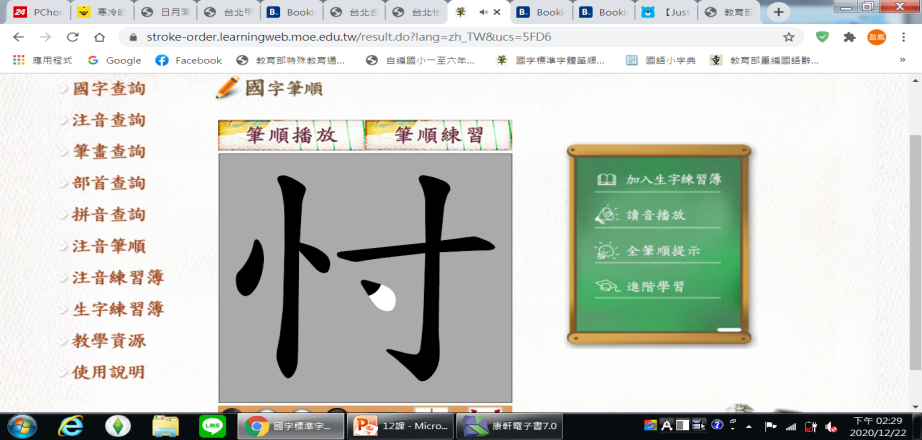 PChor
寒冷的
日月潭
台北甲
Booki
台北台
台北忖
筆
Booki
Booki
【Just
教育部
stroke-order.learningweb.moe.edu.tw/result.do?lang=zh_TW&ucs=5FD6
盈潤
應用程式 Google Facebook 教育部特殊教育通... 自編國小一至六年... 國字標準字體筆順... 國語小字典 教育部重編國語辭...
國字查詢
注音查詢
筆畫查詢
部首查詢
拼音查詢
注音筆順
注音練習簿
生字練習簿
教學資源
使用說明
國字筆順
筆順播放 筆順練習
忖
加入生字練習簿
讀音播放
全筆順提示
進階學習
LINE
國字標準字...
12課 - Micro...
康軒電子書7.0
下午 02:29
2020/12/22